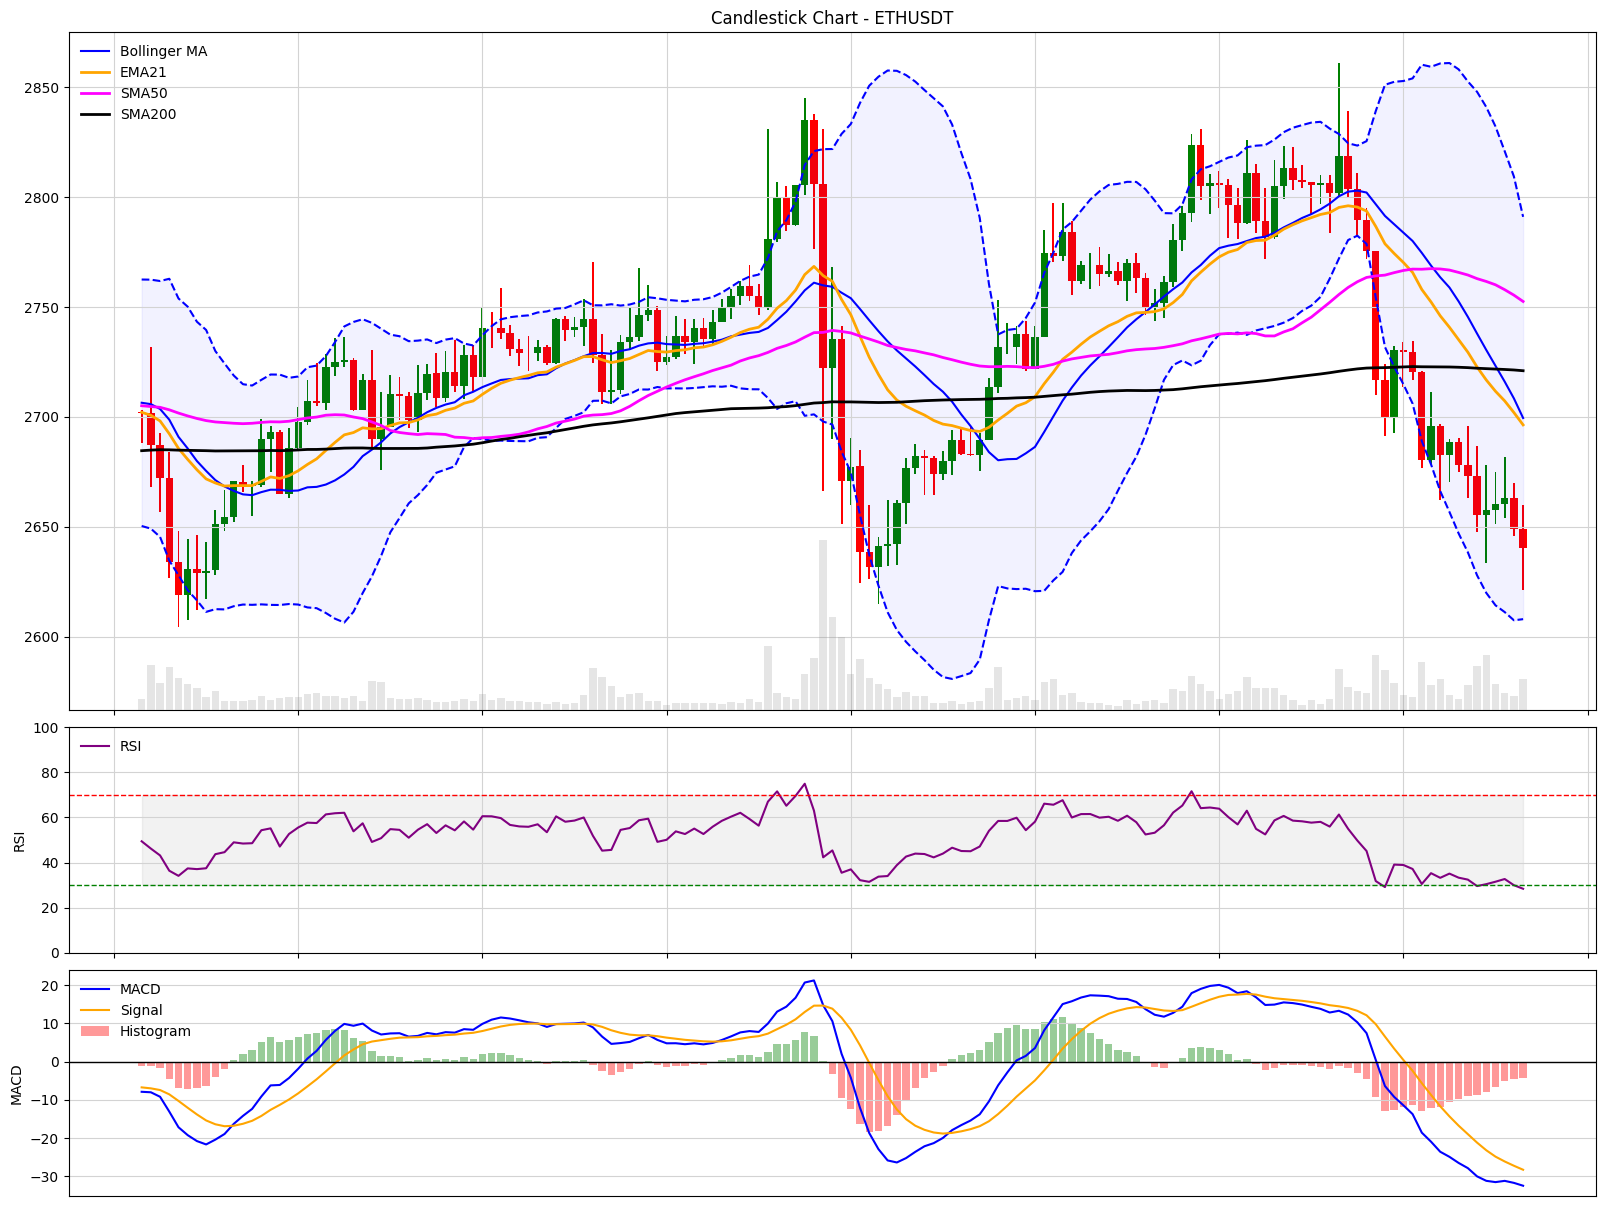 Candlestick Chart - ETHUSDT
Bollinger MA
EMA21
SMA50
SMA200
2850
2800
2750
2700
2650
2600
100
80
60
40
20
0
RSI
RSI
20
10
0
−10
−20
−30
MACD
MACD
Signal
Histogram